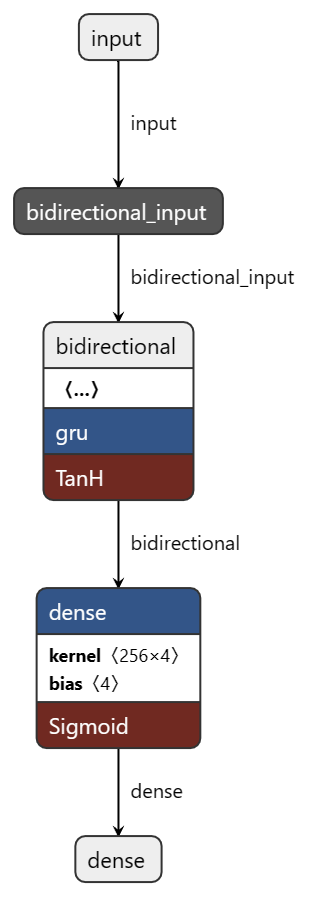 input
input
bidirectional_input
bidirectional_input
bidirectional
〈...〉
gru
TanH
bidirectional
dense
kernel〈256×4〉
bias〈4〉
Sigmoid
dense
dense